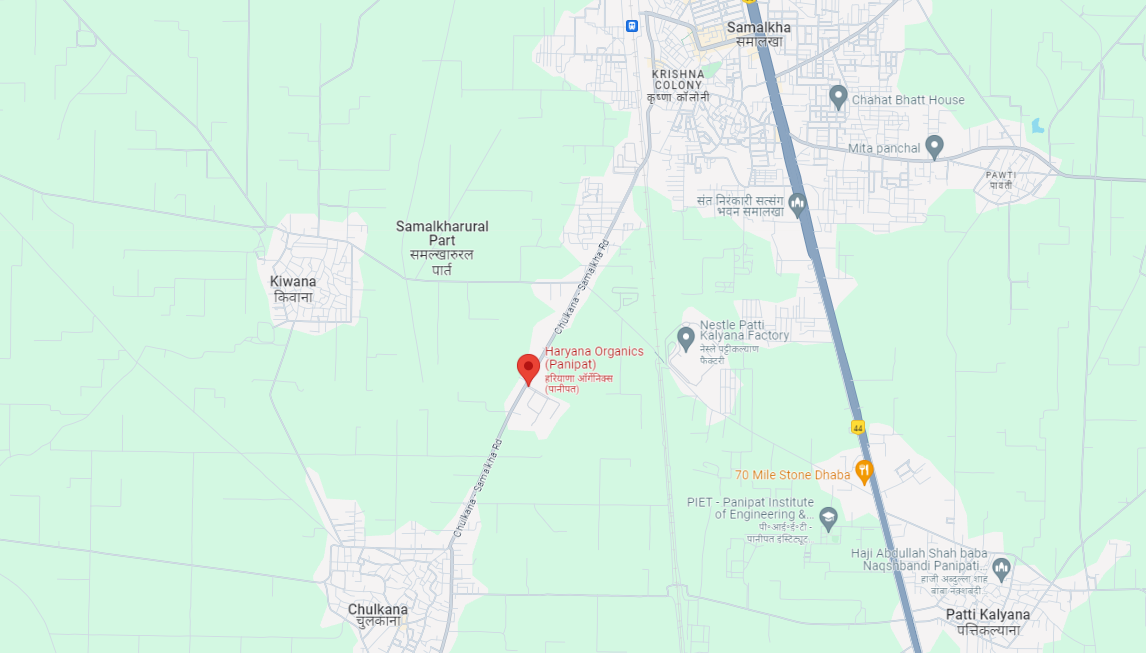 44
Samalkha
समालखा
KRISHNA
COLONY
कृष्णा कॉलोनी
Chahat Bhatt House
Mita panchal
PAWTI
पावती
संत निरंकारी सत्संग
भवन समालखा
Samalkharural
Part
समल्खारुरल
पार्त
Kiwana
किवाना
Chulkana - Samalkha Rd
Nestle Patti
Kalyana Factory
नेस्ले पट्टीकल्याण
फैक्टरी
Haryana Organics
(Panipat)
हरियाणा ऑर्गेनिक्स
(पानीपत)
44
Chulkana - Samalkha Rd
70 Mile Stone Dhaba
PIET - Panipat Institute
of Engineering &...
पी॰आई॰ई॰टी -
पानीपत इंस्टिट्यूट...
Haji Abdullah Shah baba
Naqshbandi Panipati...
हाजी अब्दुल्ला शाह
बाबा नक्शबंदी...
Chulkana
चुलकाना
Patti Kalyana
पत्तिकल्याना